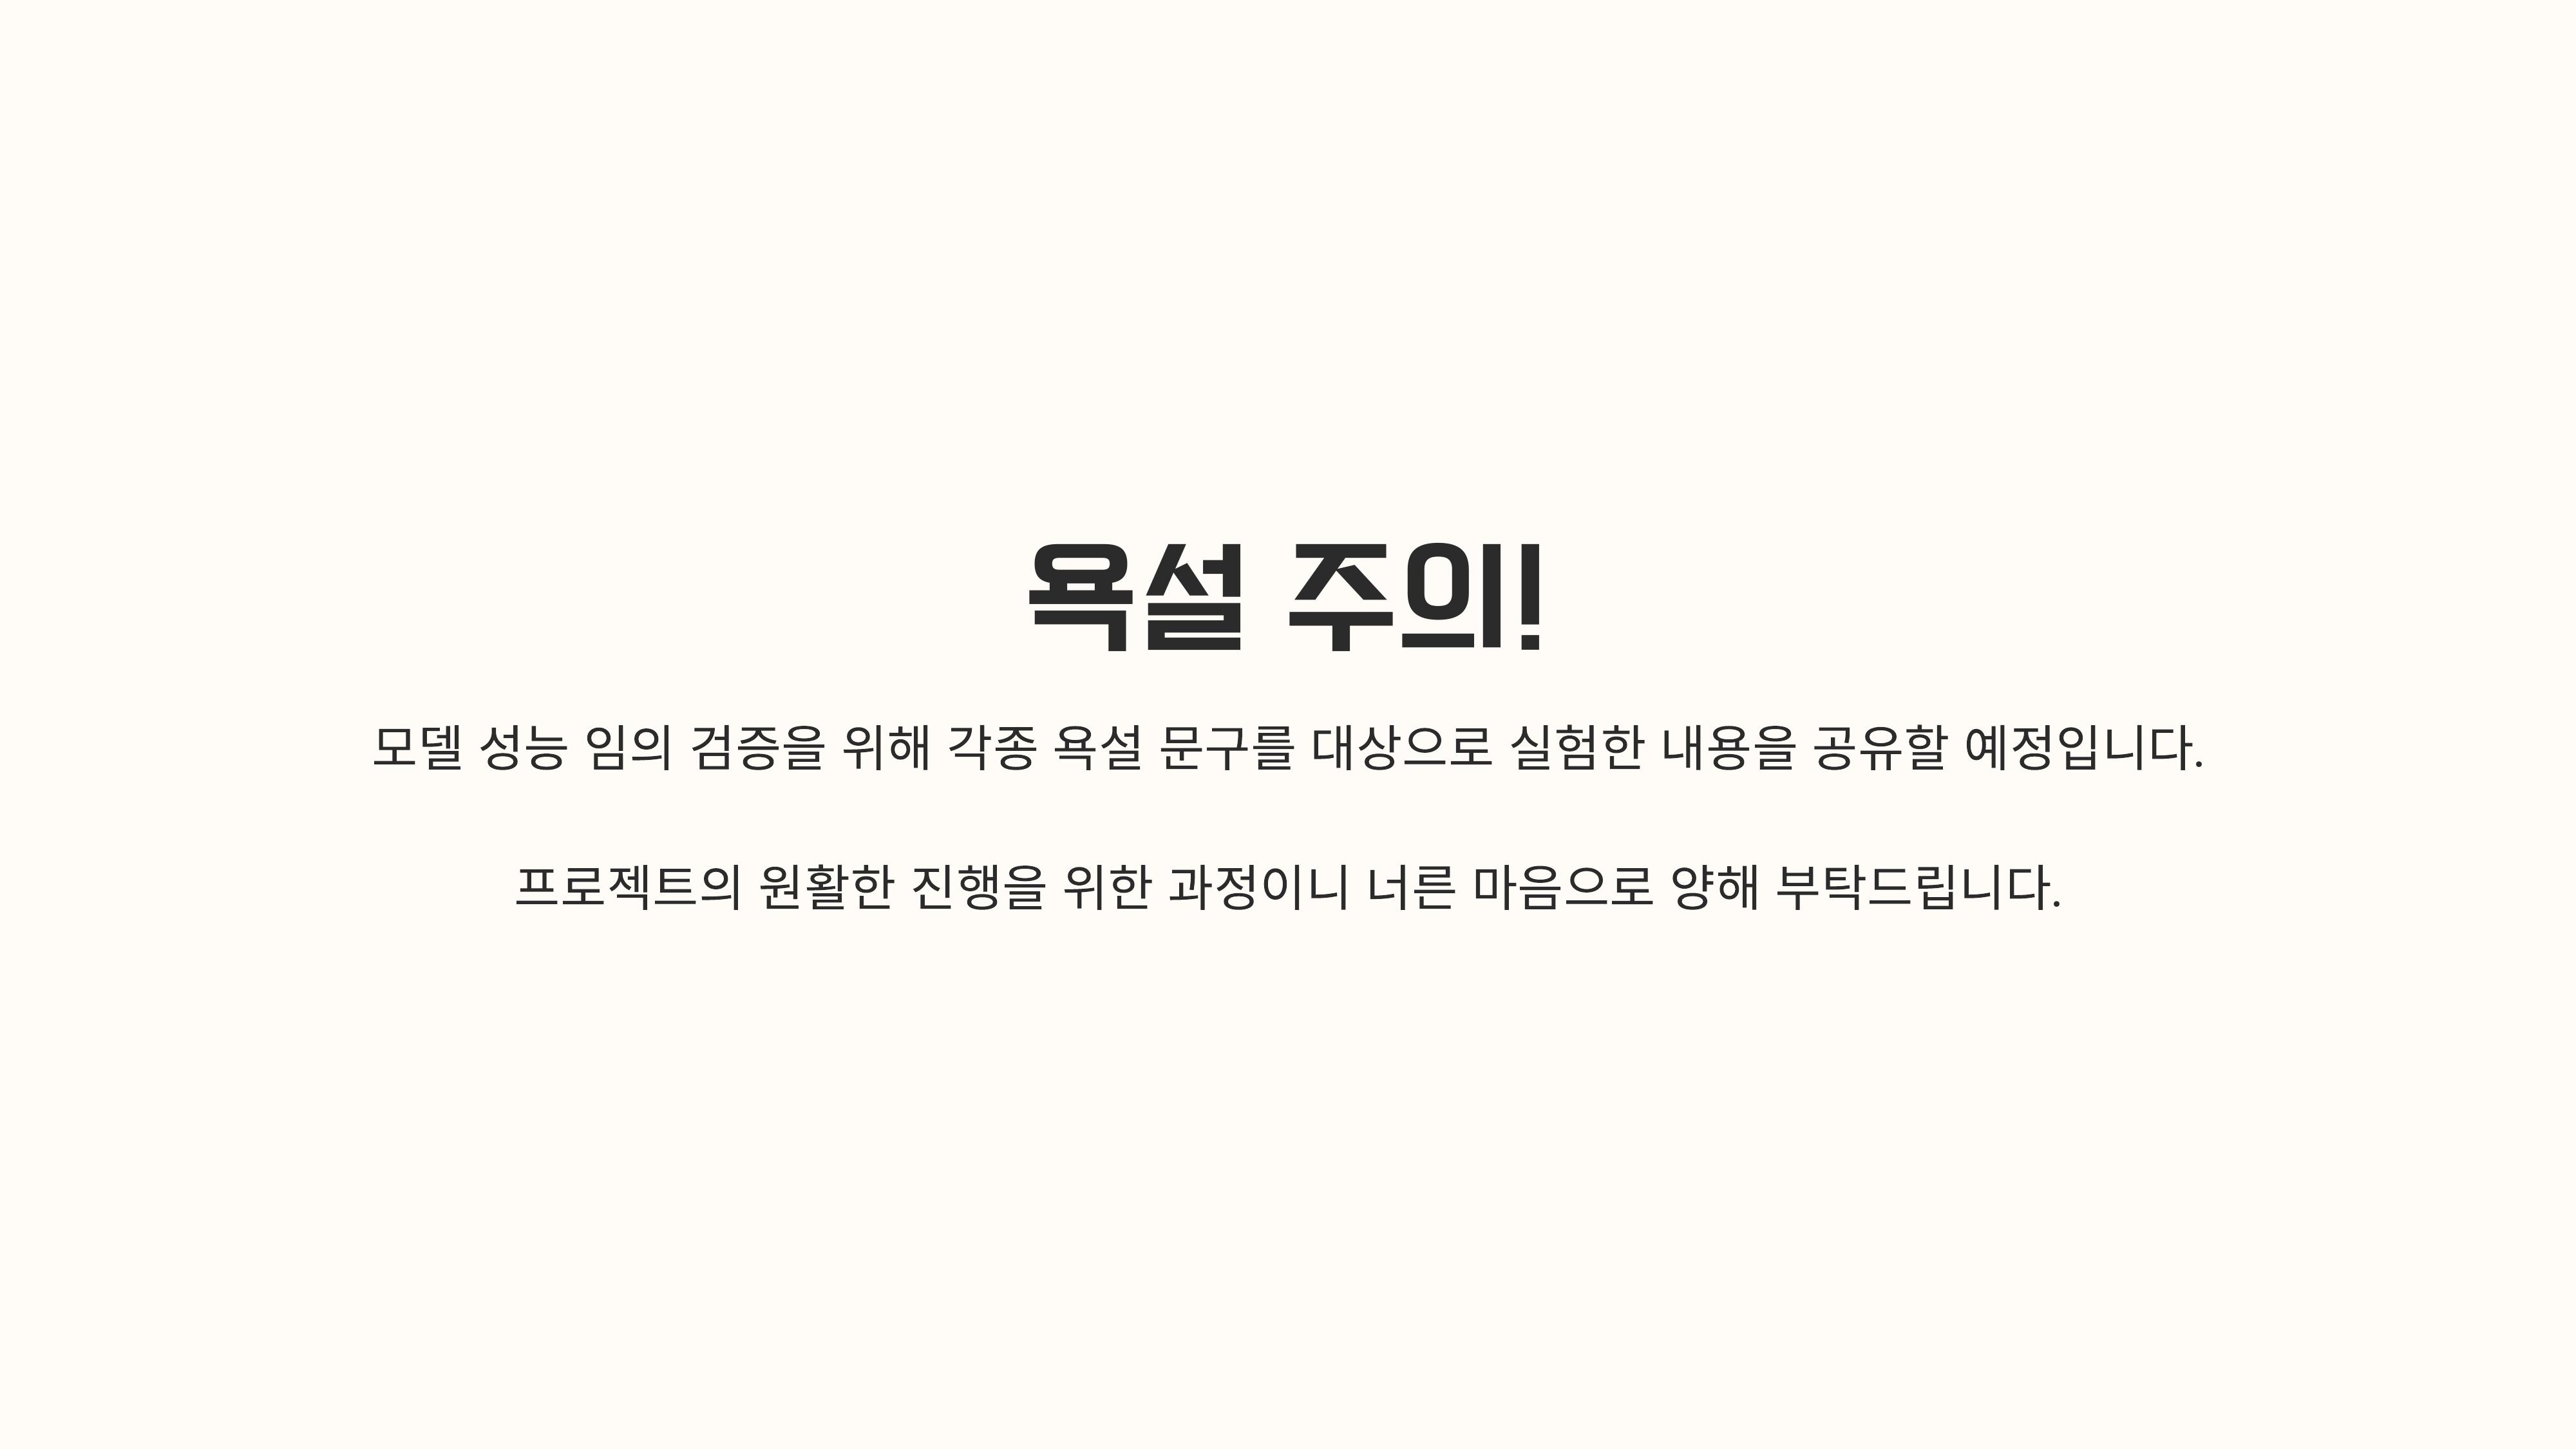 욕설 주의!
모델 성능 임의 검증을 위해 각종 욕설 문구를 대상으로 실험한 내용을 공유할 예정입니다.
프로젝트의 원활한 진행을 위한 과정이니 너른 마음으로 양해 부탁드립니다.